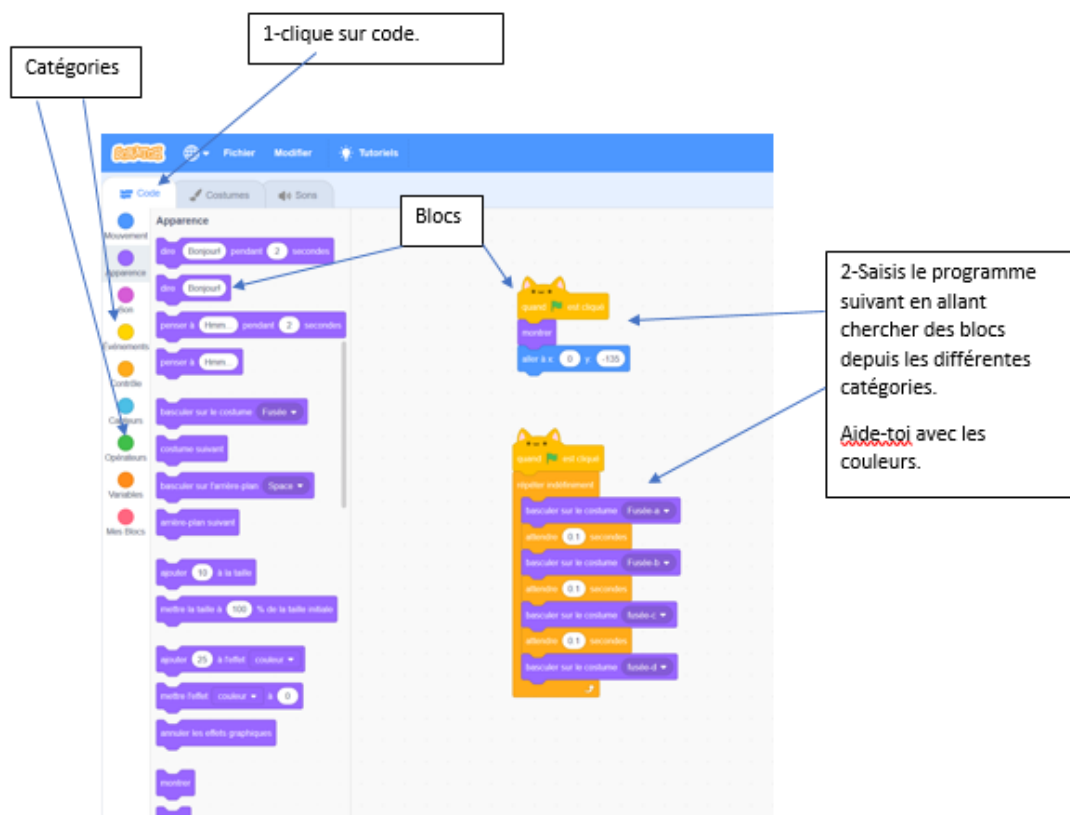 1-clique sur code.
Catégories
SCRATCH
Fichier Modifier Tutoriels
Code Costumes Sons
Blocs
Mouvement
Apparence
Son
Événements
Contrôle
Capteurs
Opérateurs
Variables
Mes Blocs
Apparence
dire Bonjour! pendant 2 secondes
dire Bonjour!
penser à Hmm... pendant 2 secondes
penser à Hmm...
basculer sur le costume Fusée
costume suivant
basculer sur l'arrière-plan Space
arrière-plan suivant
ajouter 10 à la taille
mettre la taille à 100 % de la taille initiale
ajouter 25 à l'effet couleur
mettre l'effet couleur à 0
annuler les effets graphiques
montrer
quand est cliqué
montrer
aller à x: 0 y: -135
quand est cliqué
répéter indéfiniment
basculer sur le costume Fusée-a
attendre 0.1 secondes
basculer sur le costume Fusée-b
attendre 0.1 secondes
basculer sur le costume fusée-c
attendre 0.1 secondes
basculer sur le costume fusée-d
2-Saisis le programme
suivant en allant
chercher des blocs
depuis les différentes
catégories.
Aide-toi avec les
couleurs.